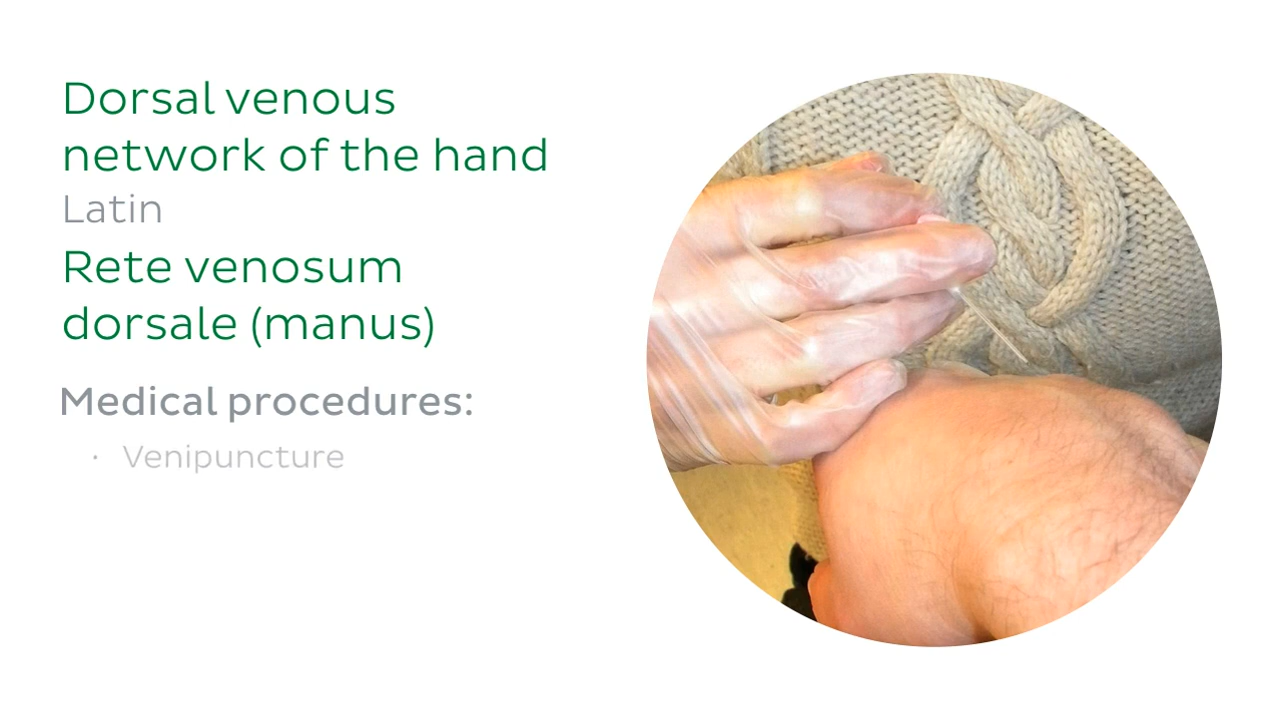 Dorsal venous
network of the hand
Latin
Rete venosum
dorsale (manus)
Medical procedures:
· Venipuncture